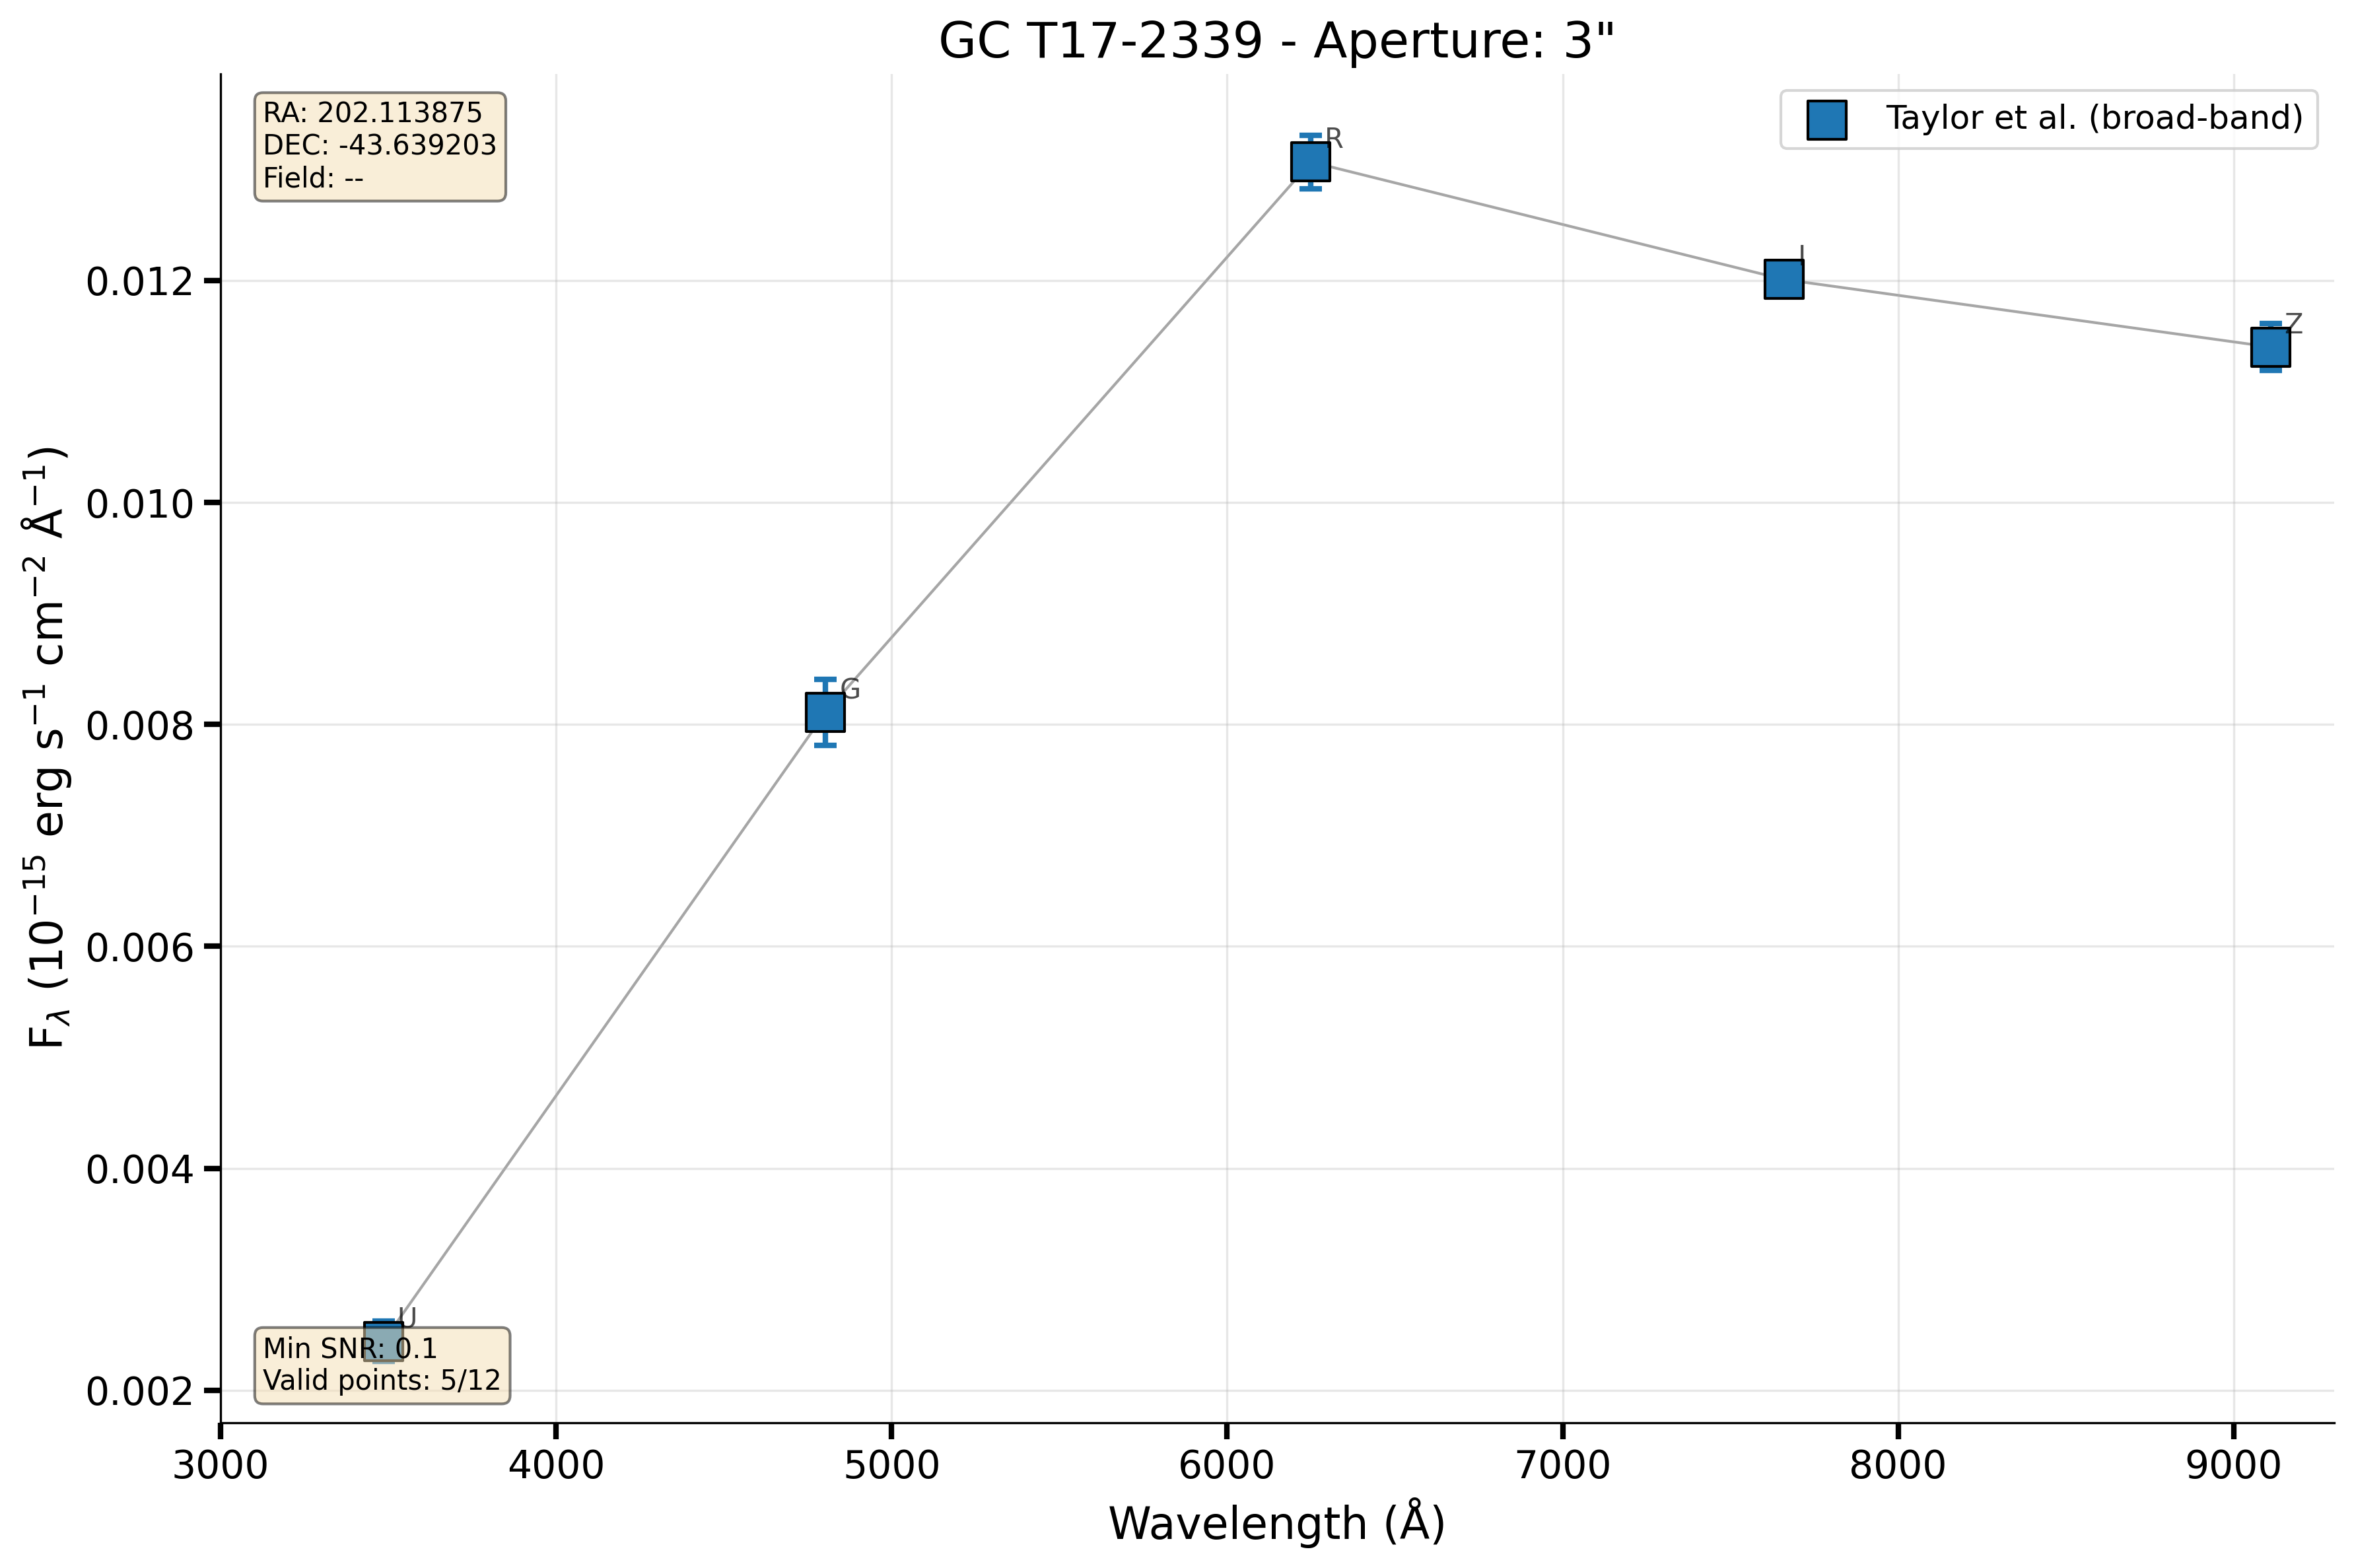 GC T17-2339 - Aperture: 3"
RA: 202.113875
DEC: -43.639203
Field: --
Taylor et al. (broad-band)
R
I
Z
G
U
Min SNR: 0.1
Valid points: 5/12
0.012
0.010
0.008
0.006
0.004
0.002
F_λ (10⁻¹⁵ erg s⁻¹ cm⁻² Å⁻¹)
3000 4000 5000 6000 7000 8000 9000
Wavelength (Å)